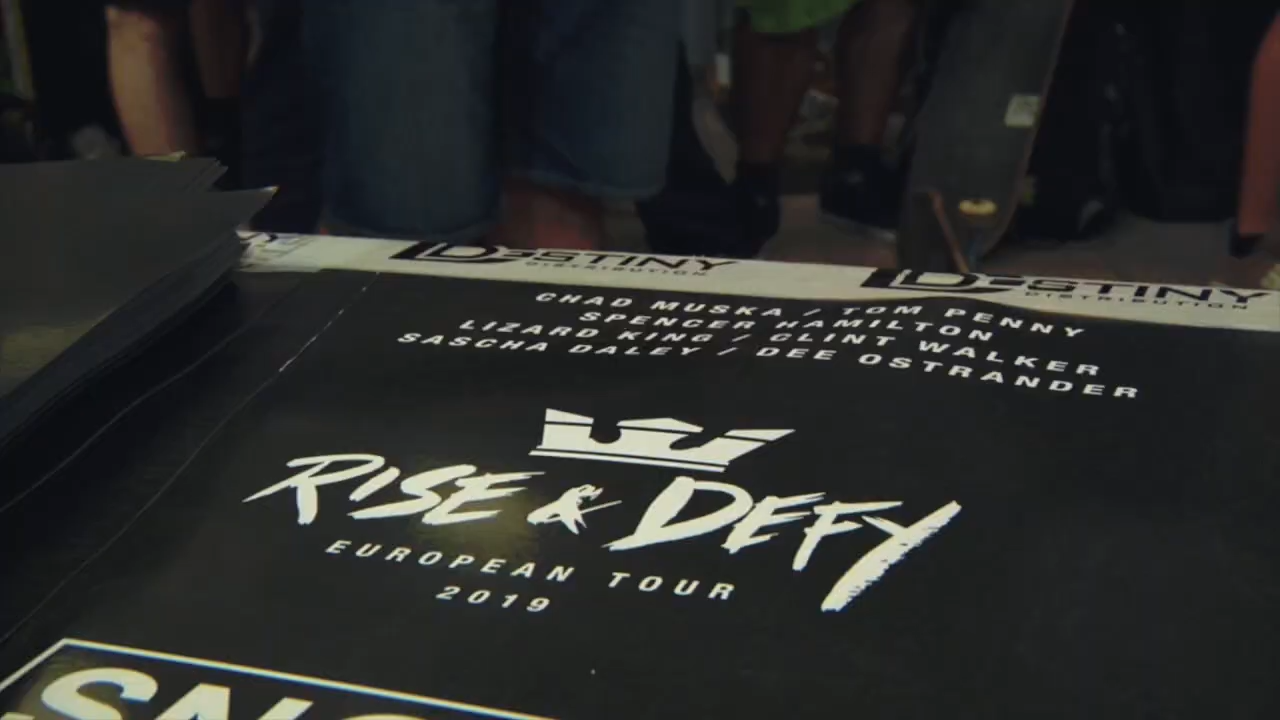 DESTINY DESTINY
DISTRIBUTION DISTRIBUTION
CHAD MUSKA / TOM PENNY
SPENCER HAMILTON
LIZARD KING / CLINT WALKER
SASCHA DALEY / DEE OSTRANDER
RISE & DEFY
EUROPEAN TOUR
2019